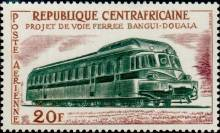 REPUBLIQUE CENTRAFRICAINE
PROJET DE VOIE FERREE BANGUI-DOUALA
POSTE AERIENNE
20F